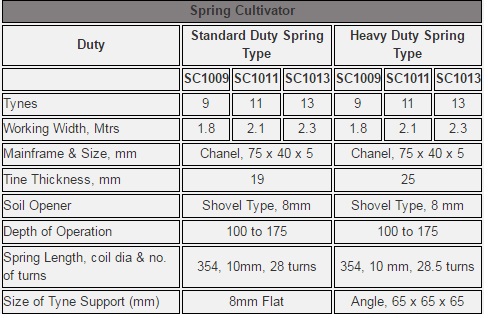 Spring Cultivator
Duty
Standard Duty Spring
Type
Heavy Duty Spring
Type
SC1009 SC1011 SC1013 SC1009 SC1011 SC1013
Tynes 9 11 13 9 11 13
Working Width, Mtrs 1.8 2.1 2.3 1.8 2.1 2.3
Mainframe & Size, mm Chanel, 75 x 40 x 5 Chanel, 75 x 40 x 5
Tine Thickness, mm 19 25
Soil Opener Shovel Type, 8mm Shovel Type, 8 mm
Depth of Operation 100 to 175 100 to 175
Spring Length, coil dia & no.
of turns
354, 10mm, 28 turns 354, 10 mm, 28.5 turns
Size of Tyne Support (mm) 8mm Flat Angle, 65 x 65 x 65